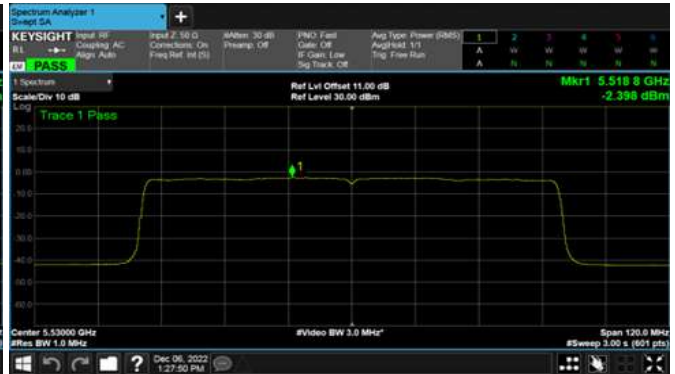 Spectrum Analyzer 1
Swept SA
+
KEYSIGHT Input: RF Input Z: 50 Ω #Atten: 30 dB PNO: Fast Avg Type: Power (RMS) 1 2 3 4 5 6
RL Coupling: AC Corrections: On Preamp: Off Gate: Off Avg|Hold: 1/1 A W W W W W
Align: Auto Freq Ref: Int (S) IF Gain: Low Trig: Free Run
Sig Track: Off A N N N N N
PASS
1 Spectrum Ref Lvl Offset 11.00 dB Mkr1 5.518 8 GHz
Scale/Div 10 dB Ref Level 30.00 dBm -2.398 dBm
Log
Trace 1 Pass
20.0
10.0
1
0.00
-10.0
-20.0
-30.0
-40.0
-50.0
-60.0
Center 5.53000 GHz #Video BW 3.0 MHz* Span 120.0 MHz
#Res BW 1.0 MHz #Sweep 3.00 s (601 pts)
? Dec 06, 2022
1:27:50 PM